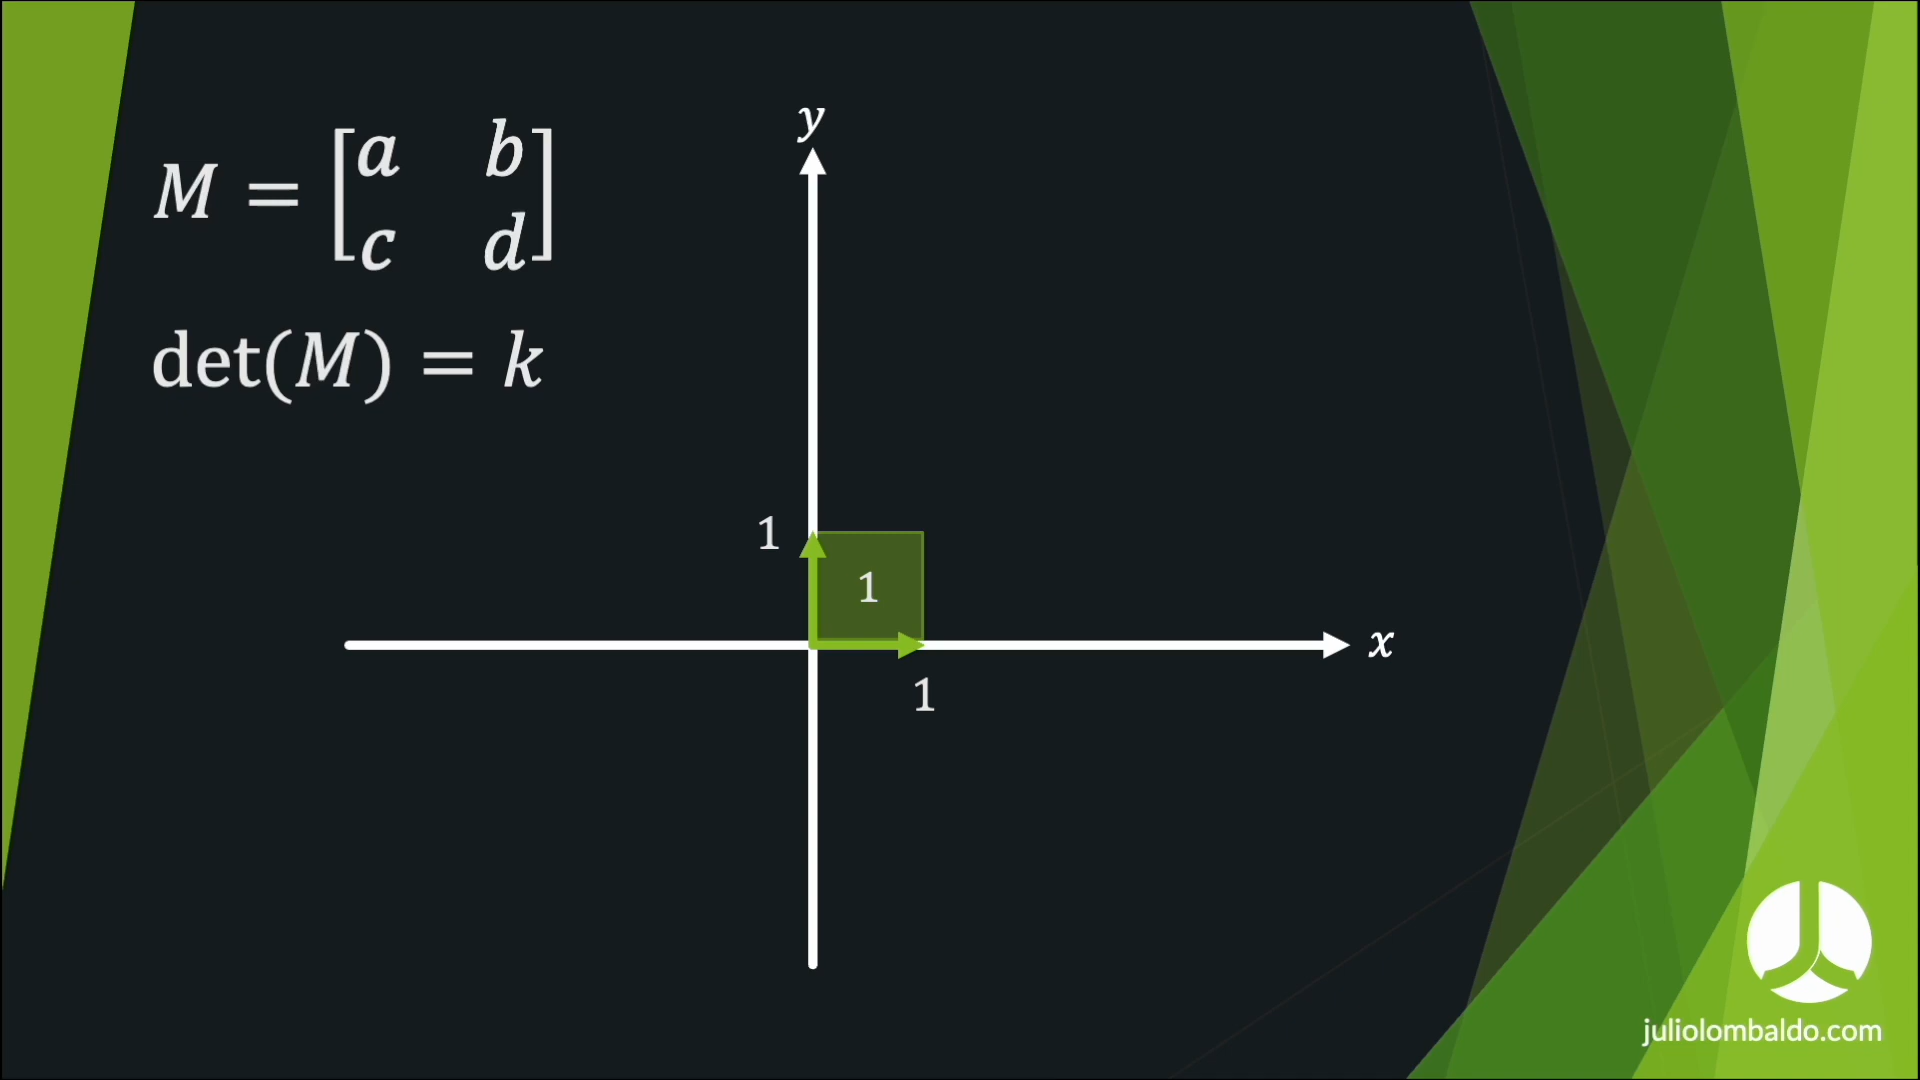 M = [a b
c d]
det(M) = k
y
1
1
x
1
juliolombaldo.com